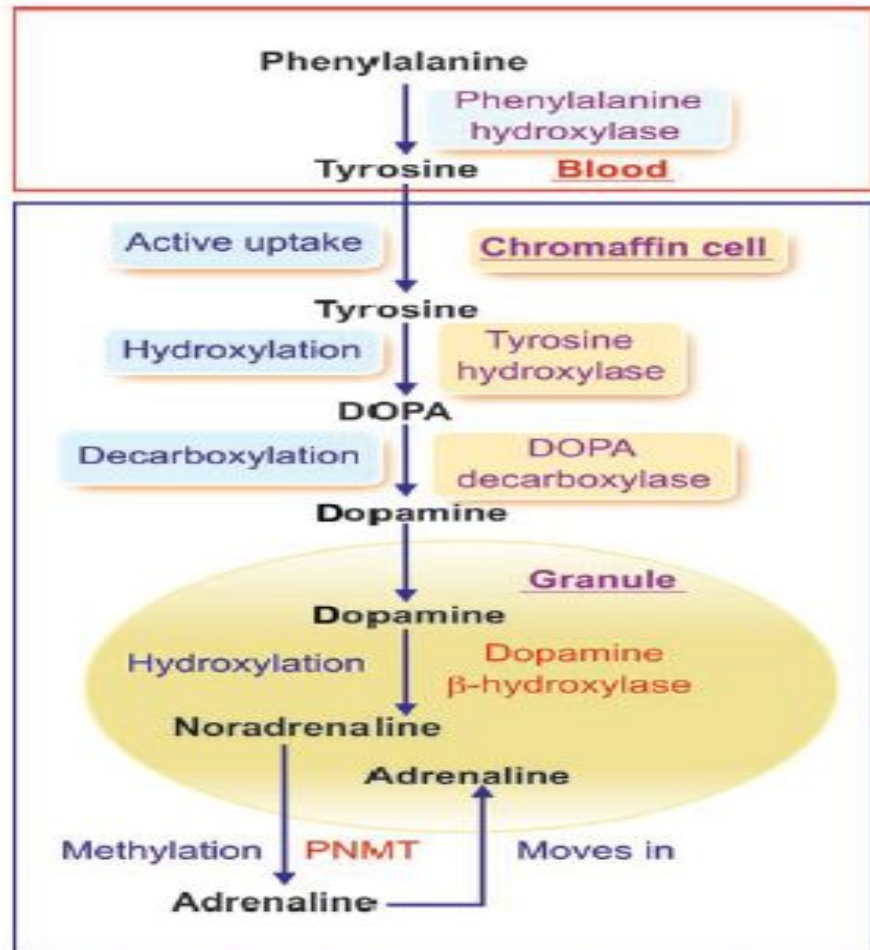 Phenylalanine
Phenylalanine
hydroxylase
Tyrosine
Blood
Active uptake
Chromaffin cell
Tyrosine
Hydroxylation
Tyrosine
hydroxylase
DOPA
Decarboxylation
DOPA
decarboxylase
Dopamine
Granule
Dopamine
Hydroxylation
Dopamine
β-hydroxylase
Noradrenaline
Adrenaline
Methylation
PNMT
Moves in
Adrenaline